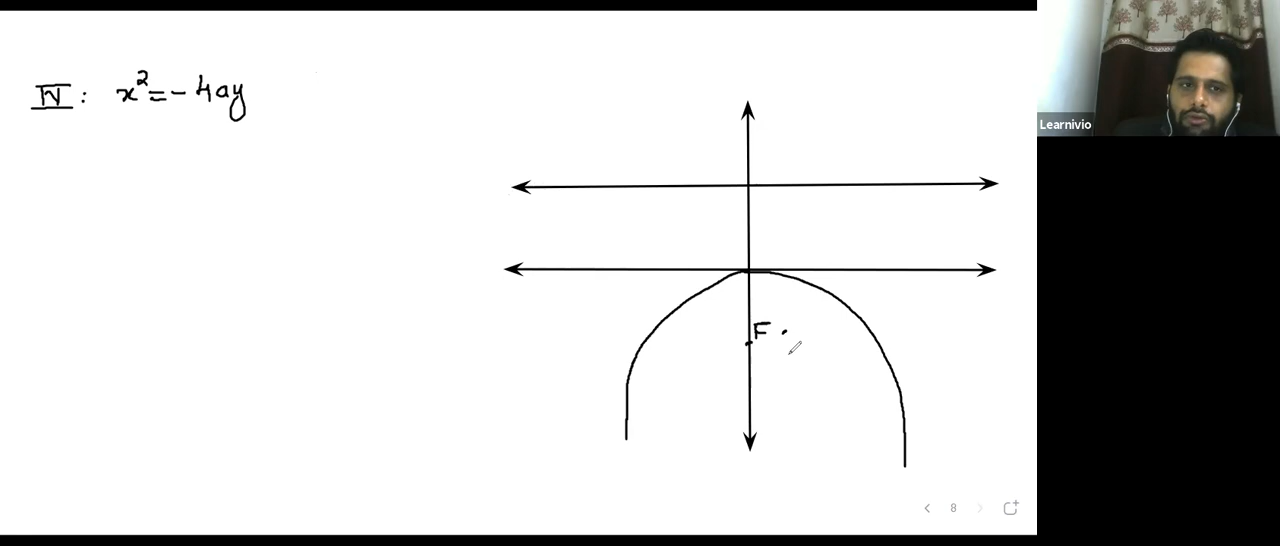 IV : x² = - 4ay
Learnivio
F .
8